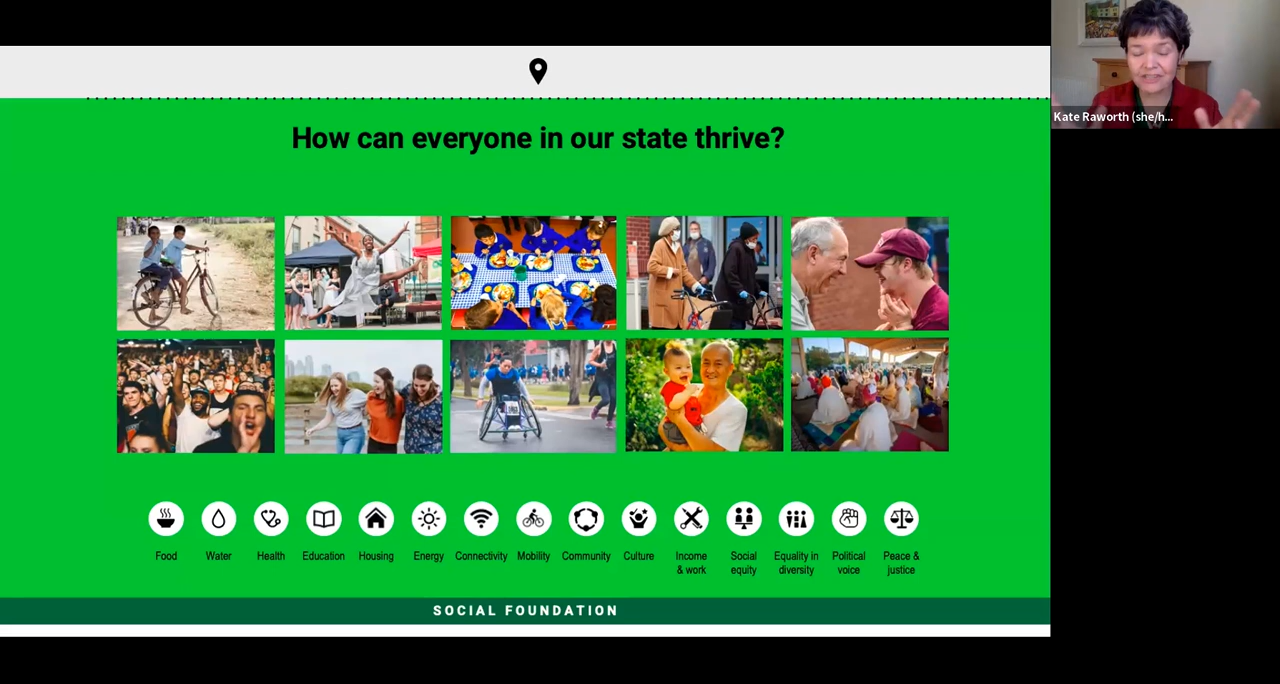 Kate Raworth (she/h...
How can everyone in our state thrive?
Food
Water
Health
Education
Housing
Energy
Connectivity
Mobility
Community
Culture
Income
& work
Social
equity
Equality in
diversity
Political
voice
Peace &
justice
SOCIAL FOUNDATION